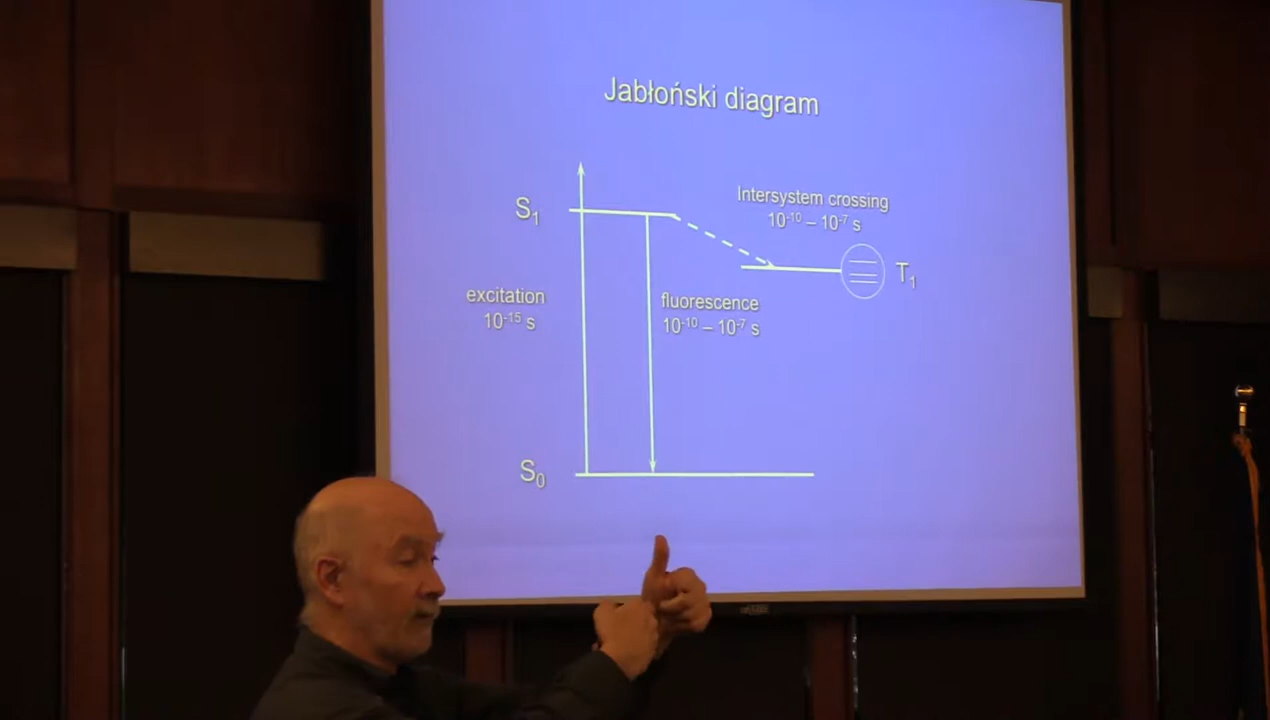 Jabłoński diagram
Intersystem crossing
10⁻¹⁰ – 10⁻⁷ s
S₁
T₁
excitation
10⁻¹⁵ s
fluorescence
10⁻¹⁰ – 10⁻⁷ s
S₀